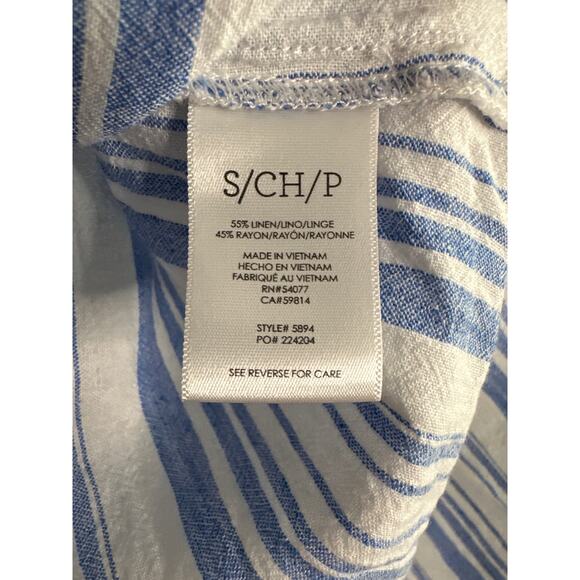 S/CH/P
55% LINEN/LINO/LINGE
45% RAYON/RAYÓN/RAYONNE
MADE IN VIETNAM
HECHO EN VIETNAM
FABRIQUÉ AU VIETNAM
RN#54077
CA#59814
STYLE# 5894
PO# 224204
SEE REVERSE FOR CARE